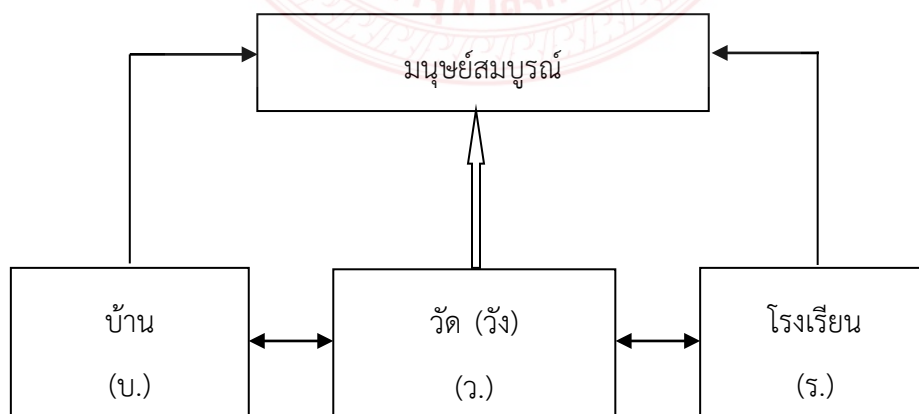 มนุษย์สมบูรณ์
บ้าน
(บ.)
วัด (วัง)
(ว.)
โรงเรียน
(ร.)